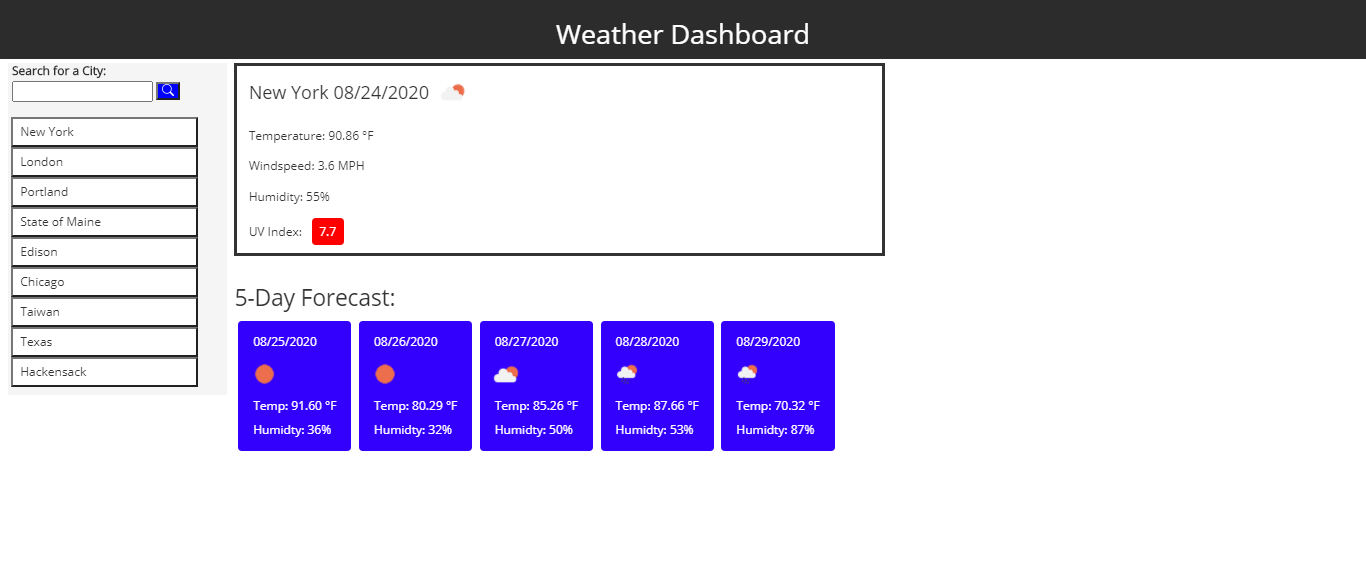 Weather Dashboard
Search for a City:
New York
London
Portland
State of Maine
Edison
Chicago
Taiwan
Texas
Hackensack
New York 08/24/2020
Temperature: 90.86 °F
Windspeed: 3.6 MPH
Humidity: 55%
UV Index: 7.7
5-Day Forecast:
08/25/2020
Temp: 91.60 °F
Humidty: 36%
08/26/2020
Temp: 80.29 °F
Humidty: 32%
08/27/2020
Temp: 85.26 °F
Humidty: 50%
08/28/2020
Temp: 87.66 °F
Humidty: 53%
08/29/2020
Temp: 70.32 °F
Humidty: 87%